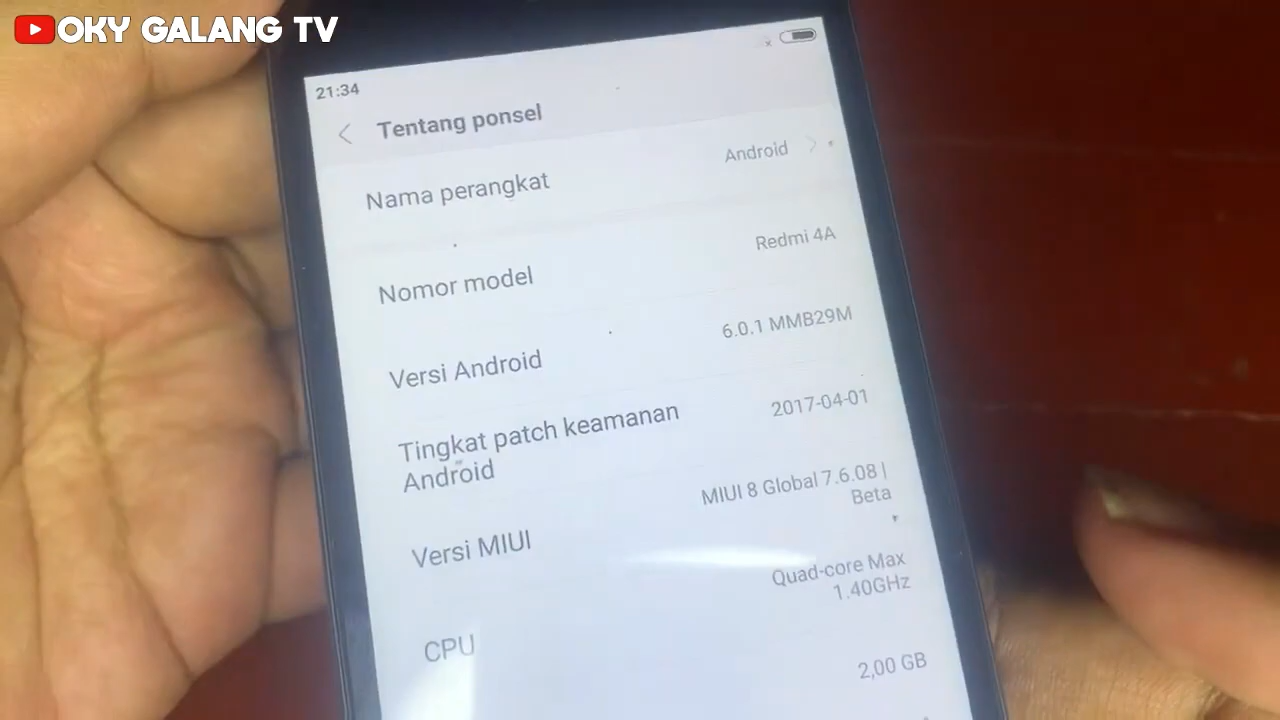 OKY GALANG TV
21:34
Tentang ponsel
Nama perangkat
Android
Nomor model
Redmi 4A
Versi Android
6.0.1 MMB29M
Tingkat patch keamanan
Android
2017-04-01
Versi MIUI
MIUI 8 Global 7.6.08 |
Beta
CPU
Quad-core Max
1.40GHz
2,00 GB